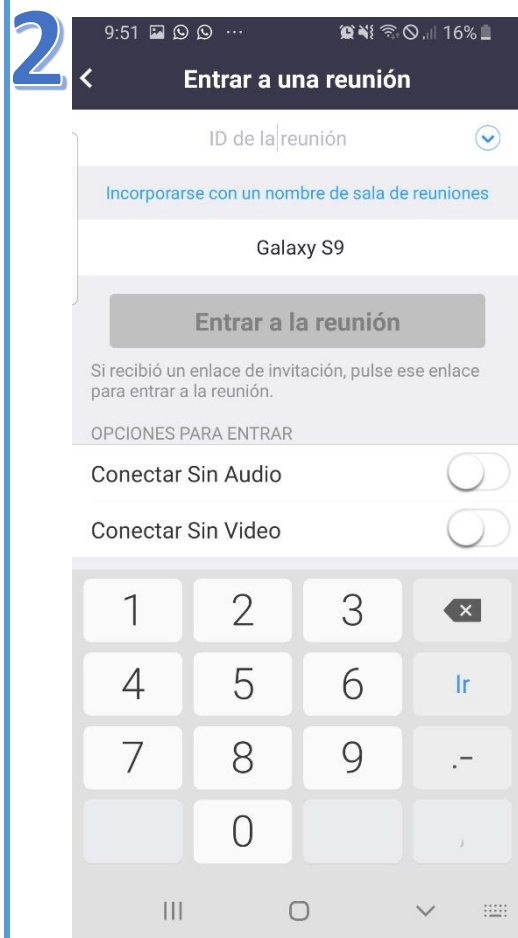 2
9:51 ... 16%
Entrar a una reunión
ID de la reunión
Incorporarse con un nombre de sala de reuniones
Galaxy S9
Entrar a la reunión
Si recibió un enlace de invitación, pulse ese enlace
para entrar a la reunión.
OPCIONES PARA ENTRAR
Conectar Sin Audio
Conectar Sin Video
1 2 3
4 5 6 Ir
7 8 9 .-
0 ,